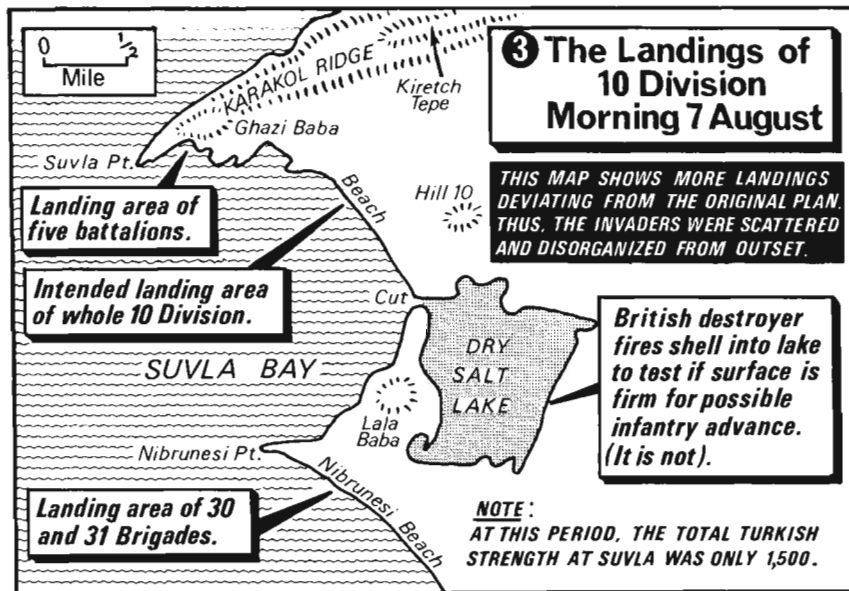 0 ½
Mile
❸ The Landings of
10 Division
Morning 7 August
KARAKOL RIDGE
Kiretch
Tepe
Ghazi Baba
Suvla Pt.
THIS MAP SHOWS MORE LANDINGS
DEVIATING FROM THE ORIGINAL PLAN.
THUS, THE INVADERS WERE SCATTERED
AND DISORGANIZED FROM OUTSET.
Landing area of
five battalions.
Beach
Hill 10
Intended landing area
of whole 10 Division.
Cut
British destroyer
fires shell into lake
to test if surface is
firm for possible
infantry advance.
(It is not).
DRY
SALT
LAKE
SUVLA BAY
Lala
Baba
Nibrunesi Pt.
Nibrunesi Beach
Landing area of 30
and 31 Brigades.
NOTE:
AT THIS PERIOD, THE TOTAL TURKISH
STRENGTH AT SUVLA WAS ONLY 1,500.